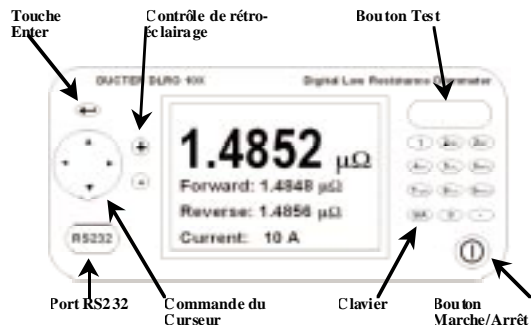 Touche
Enter
Contrôle de rétro-
éclairage
Bouton Test
DUCTER DLRO 10X
Digital Low Resistance Ohmmeter
1.4852 µΩ
Forward: 1.4848 µΩ
Reverse: 1.4856 µΩ
Current: 10 A
RS232
Port RS232
Commande du
Curseur
Clavier
Bouton
Marche/Arrêt